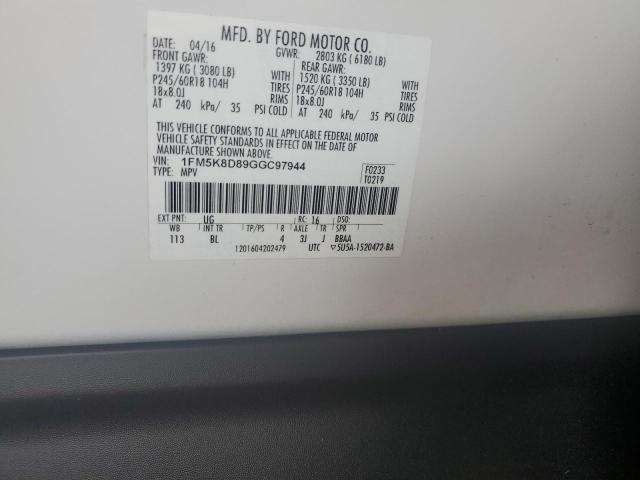 MFD. BY FORD MOTOR CO.
DATE: 04/16 GVWR: 2803 KG ( 6180 LB)
FRONT GAWR: REAR GAWR:
1397 KG ( 3080 LB) WITH 1520 KG ( 3350 LB) WITH
P245/60R18 104H TIRES P245/60R18 104H TIRES
18x8.0J RIMS 18x8.0J RIMS
AT 240 kPa/ 35 PSI COLD AT 240 kPa/ 35 PSI COLD
THIS VEHICLE CONFORMS TO ALL APPLICABLE FEDERAL MOTOR
VEHICLE SAFETY STANDARDS IN EFFECT ON THE DATE OF
MANUFACTURE SHOWN ABOVE.
VIN: 1FM5K8D89GGC97944 F0233
TYPE: MPV T0219
EXT PNT: UG RC: 16 DSO:
WB INT TR TP/PS R AXLE TR SPR
113 BL 4 3J J BBAA
1201604202479 UTC ▽5U5A-1520472-BA